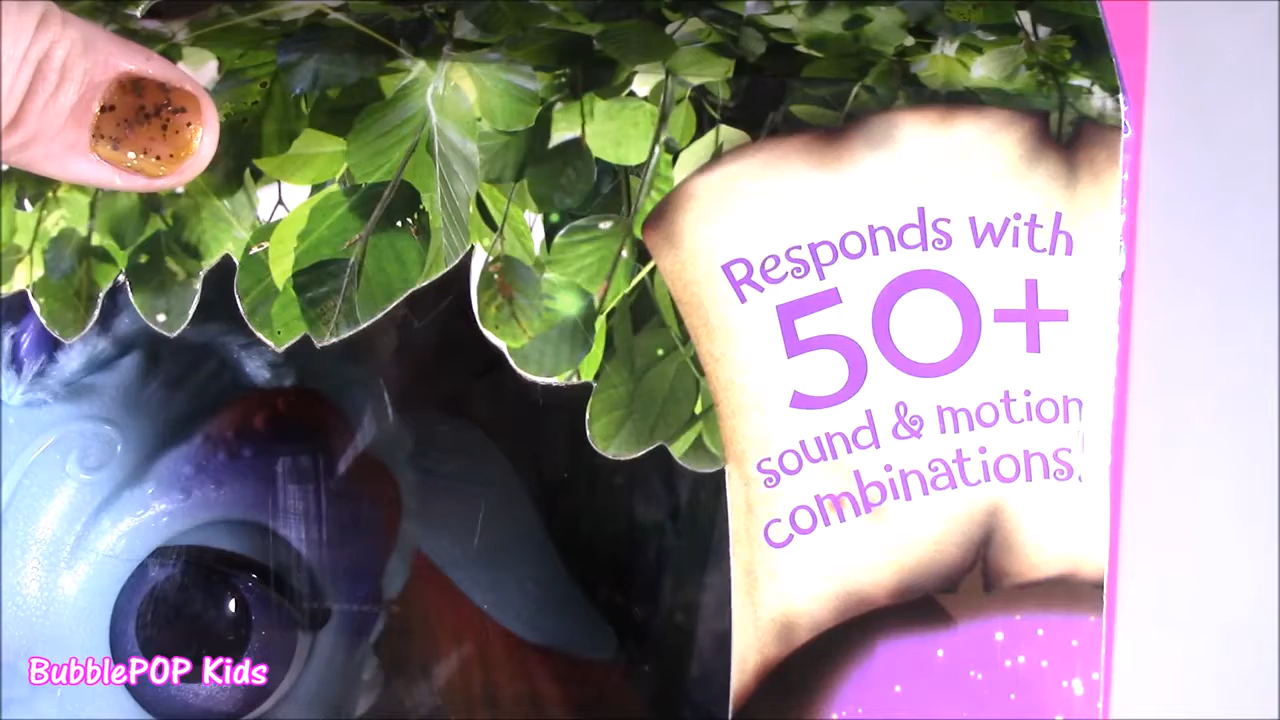 Responds with
50+
sound & motion
combinations!
BubblePOP Kids